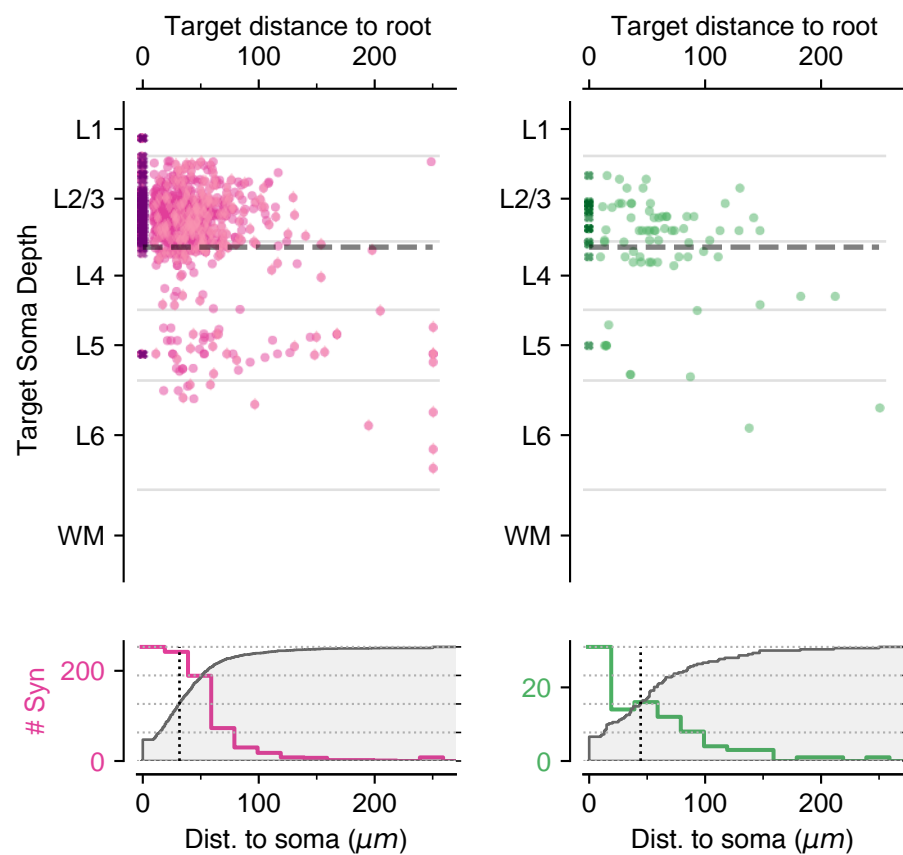 Target distance to root
Target distance to root
0 100 200
0 100 200
L1
L2/3
L4
L5
L6
WM
Target Soma Depth
L1
L2/3
L4
L5
L6
WM
# Syn
200
0
20
0
0 100 200
0 100 200
Dist. to soma (μm)
Dist. to soma (μm)